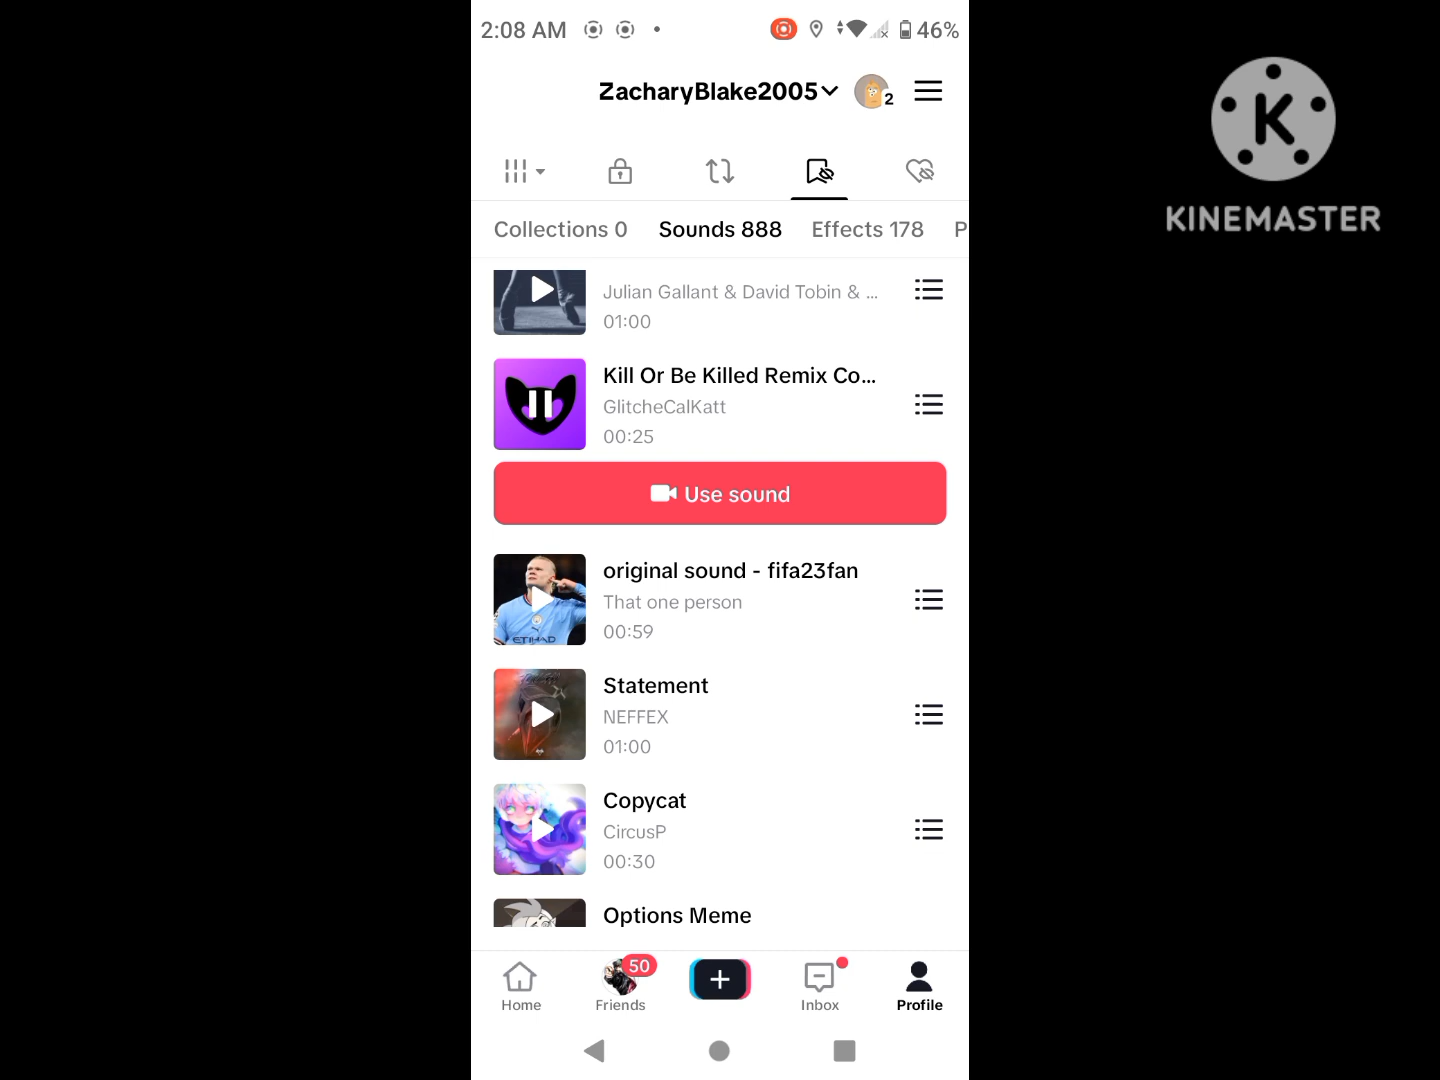 2:08 AM
46%
ZacharyBlake2005
2
K
KINEMASTER
Collections 0
Sounds 888
Effects 178
P
Julian Gallant & David Tobin & ...
01:00
Kill Or Be Killed Remix Co...
GlitcheCalKatt
00:25
Use sound
original sound - fifa23fan
That one person
00:59
ETIHAD
Statement
NEFFEX
01:00
Copycat
CircusP
00:30
Options Meme
50
Home
Friends
Inbox
Profile